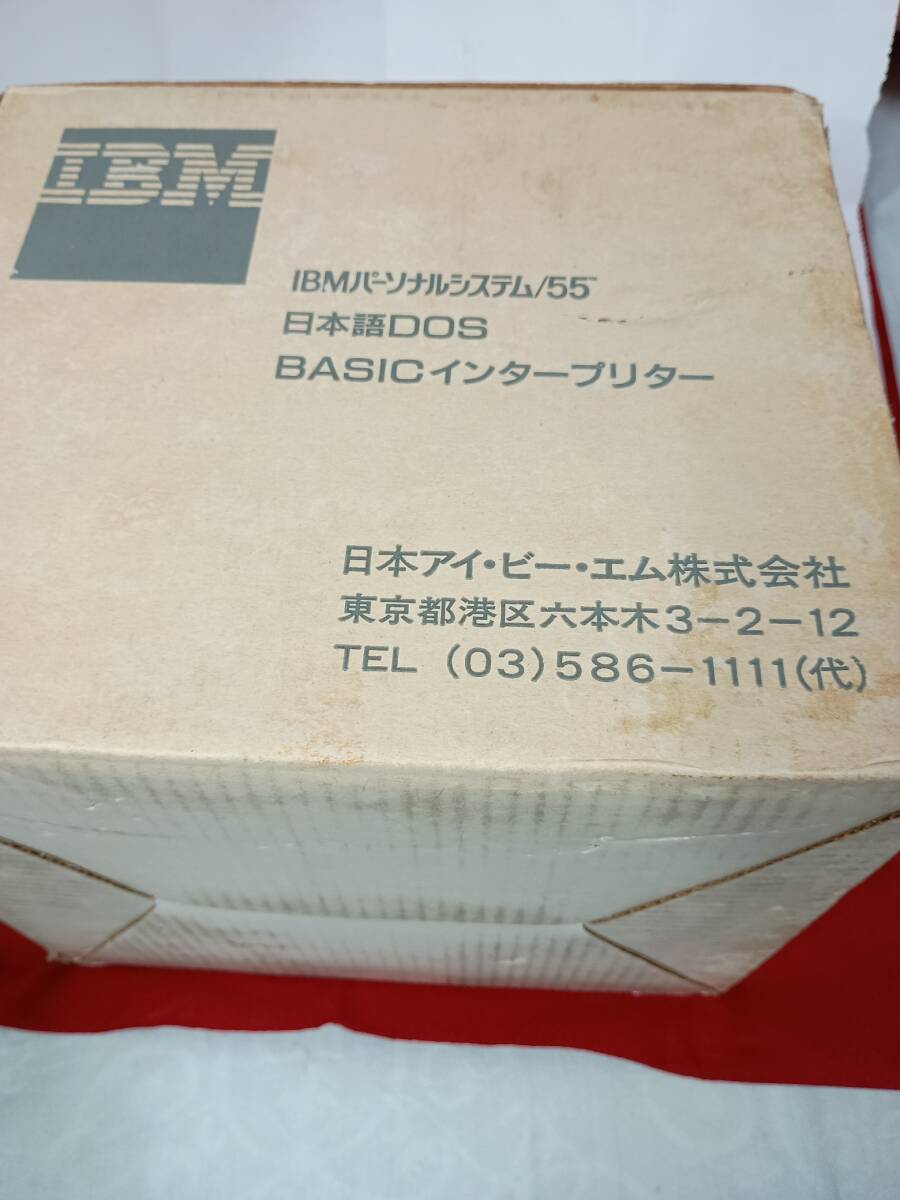 IBM
IBMパーソナルシステム/55™
日本語DOS
BASICインタープリター
日本アイ・ビー・エム株式会社
東京都港区六本木3-2-12
TEL (03)586-1111(代)